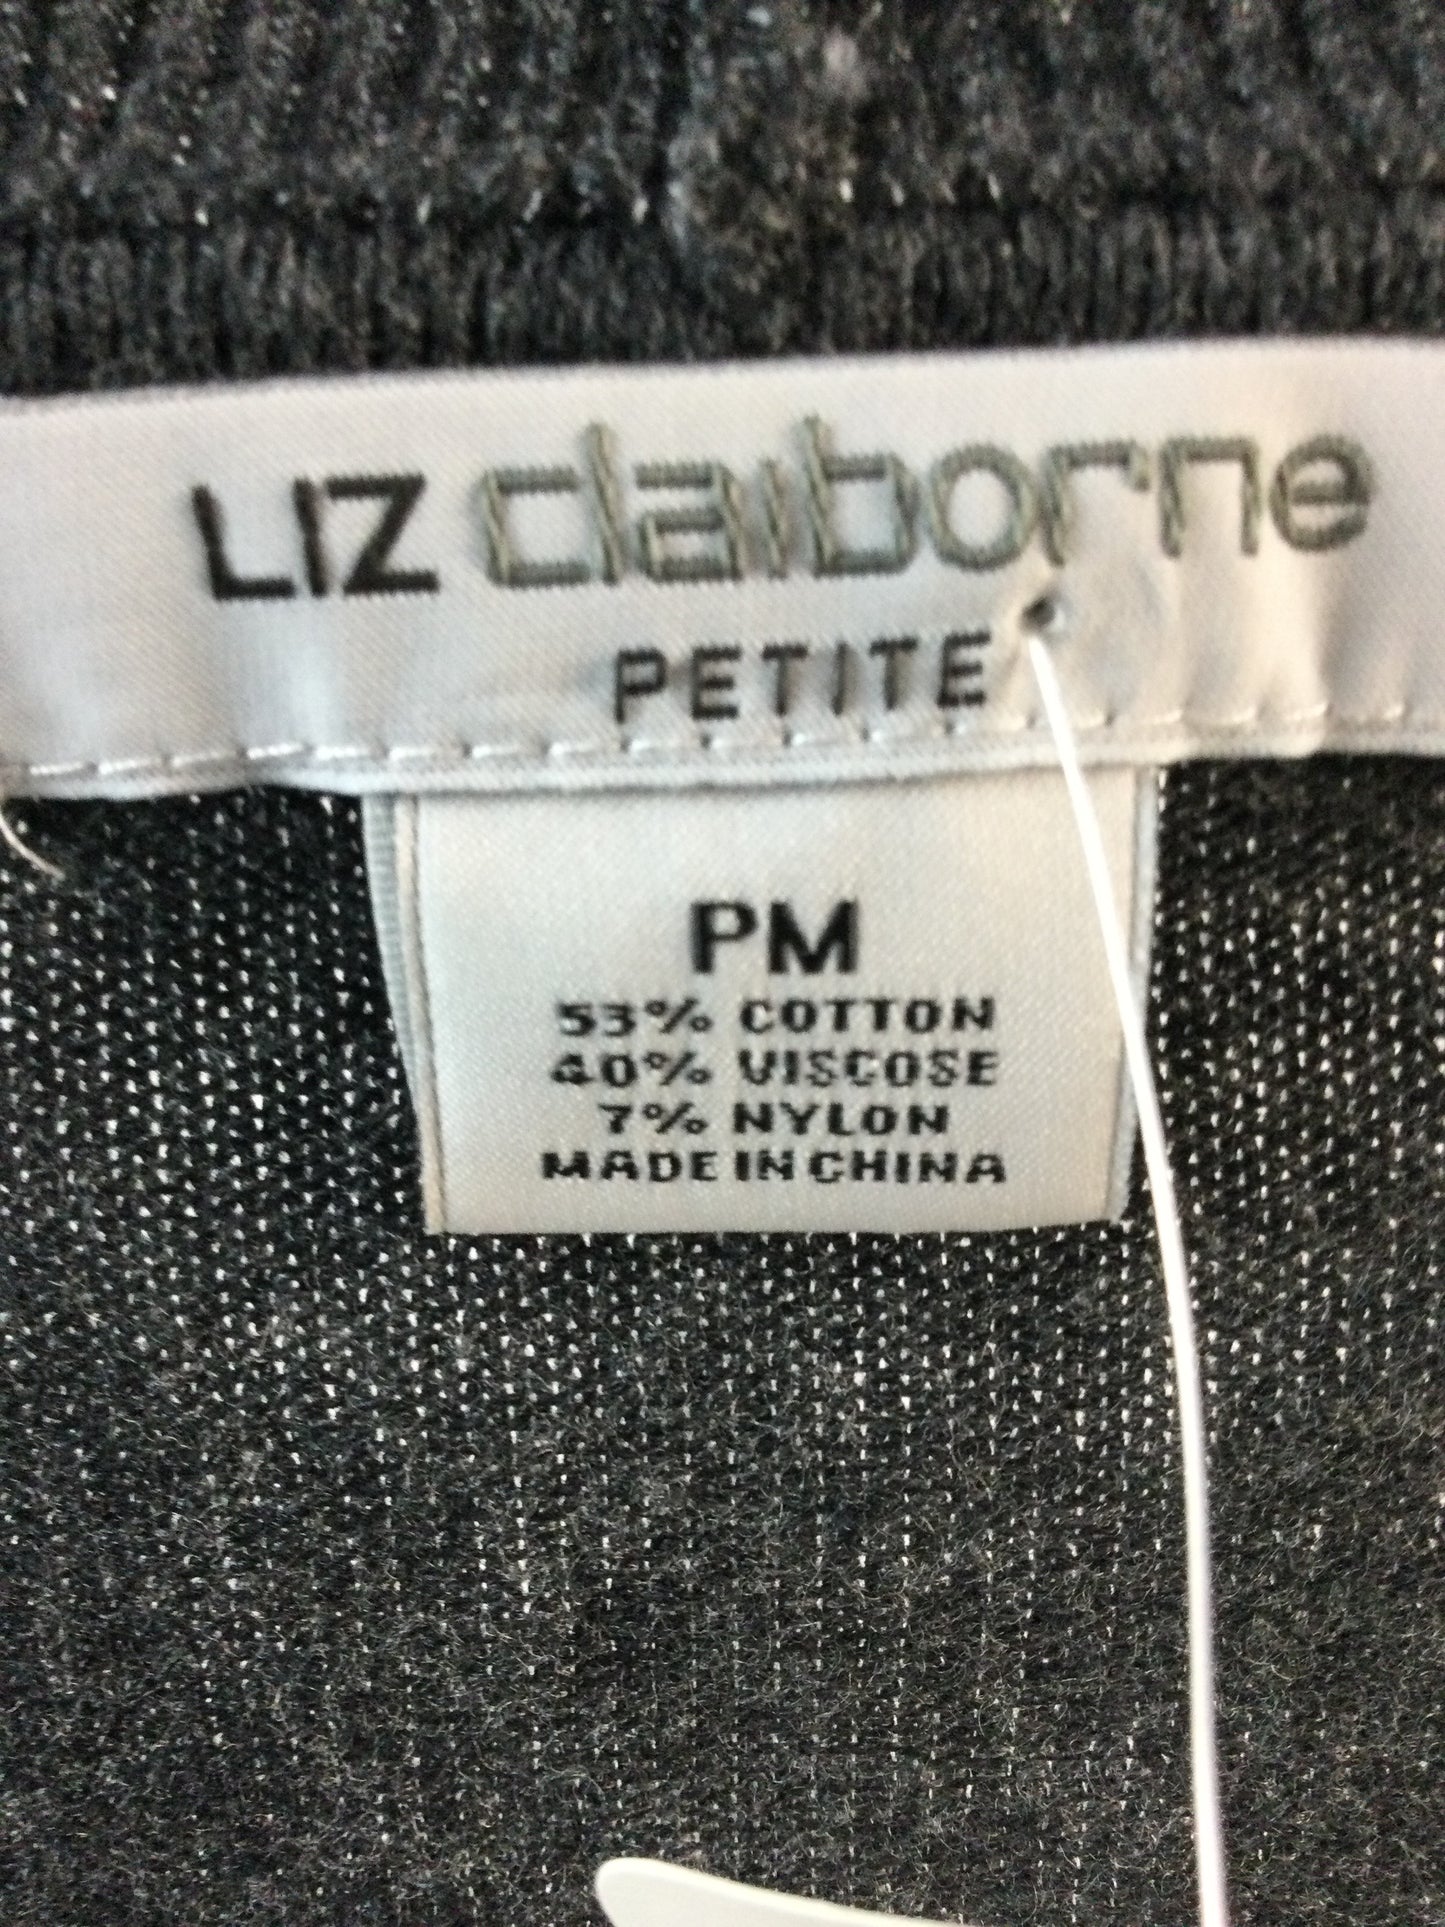 LIZ claiborne
PETITE
PM
53% COTTON
40% VISCOSE
7% NYLON
MADE IN CHINA